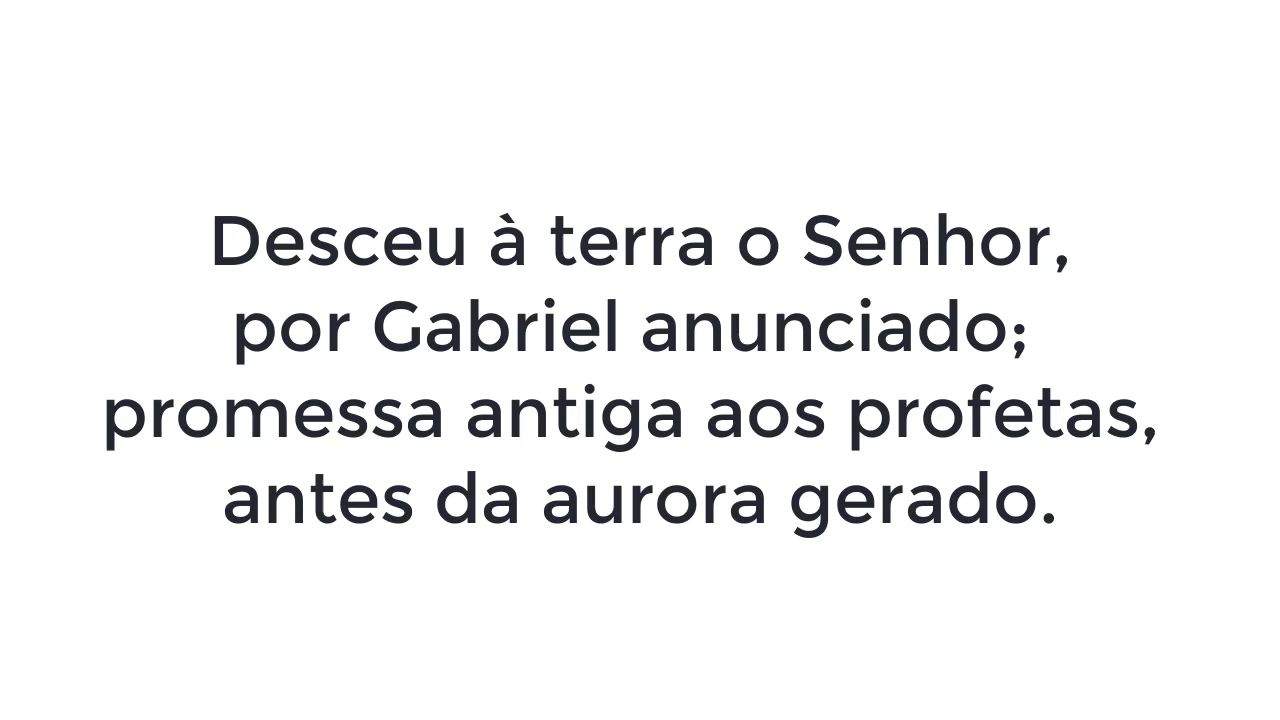 Desceu à terra o Senhor,
por Gabriel anunciado;
promessa antiga aos profetas,
antes da aurora gerado.